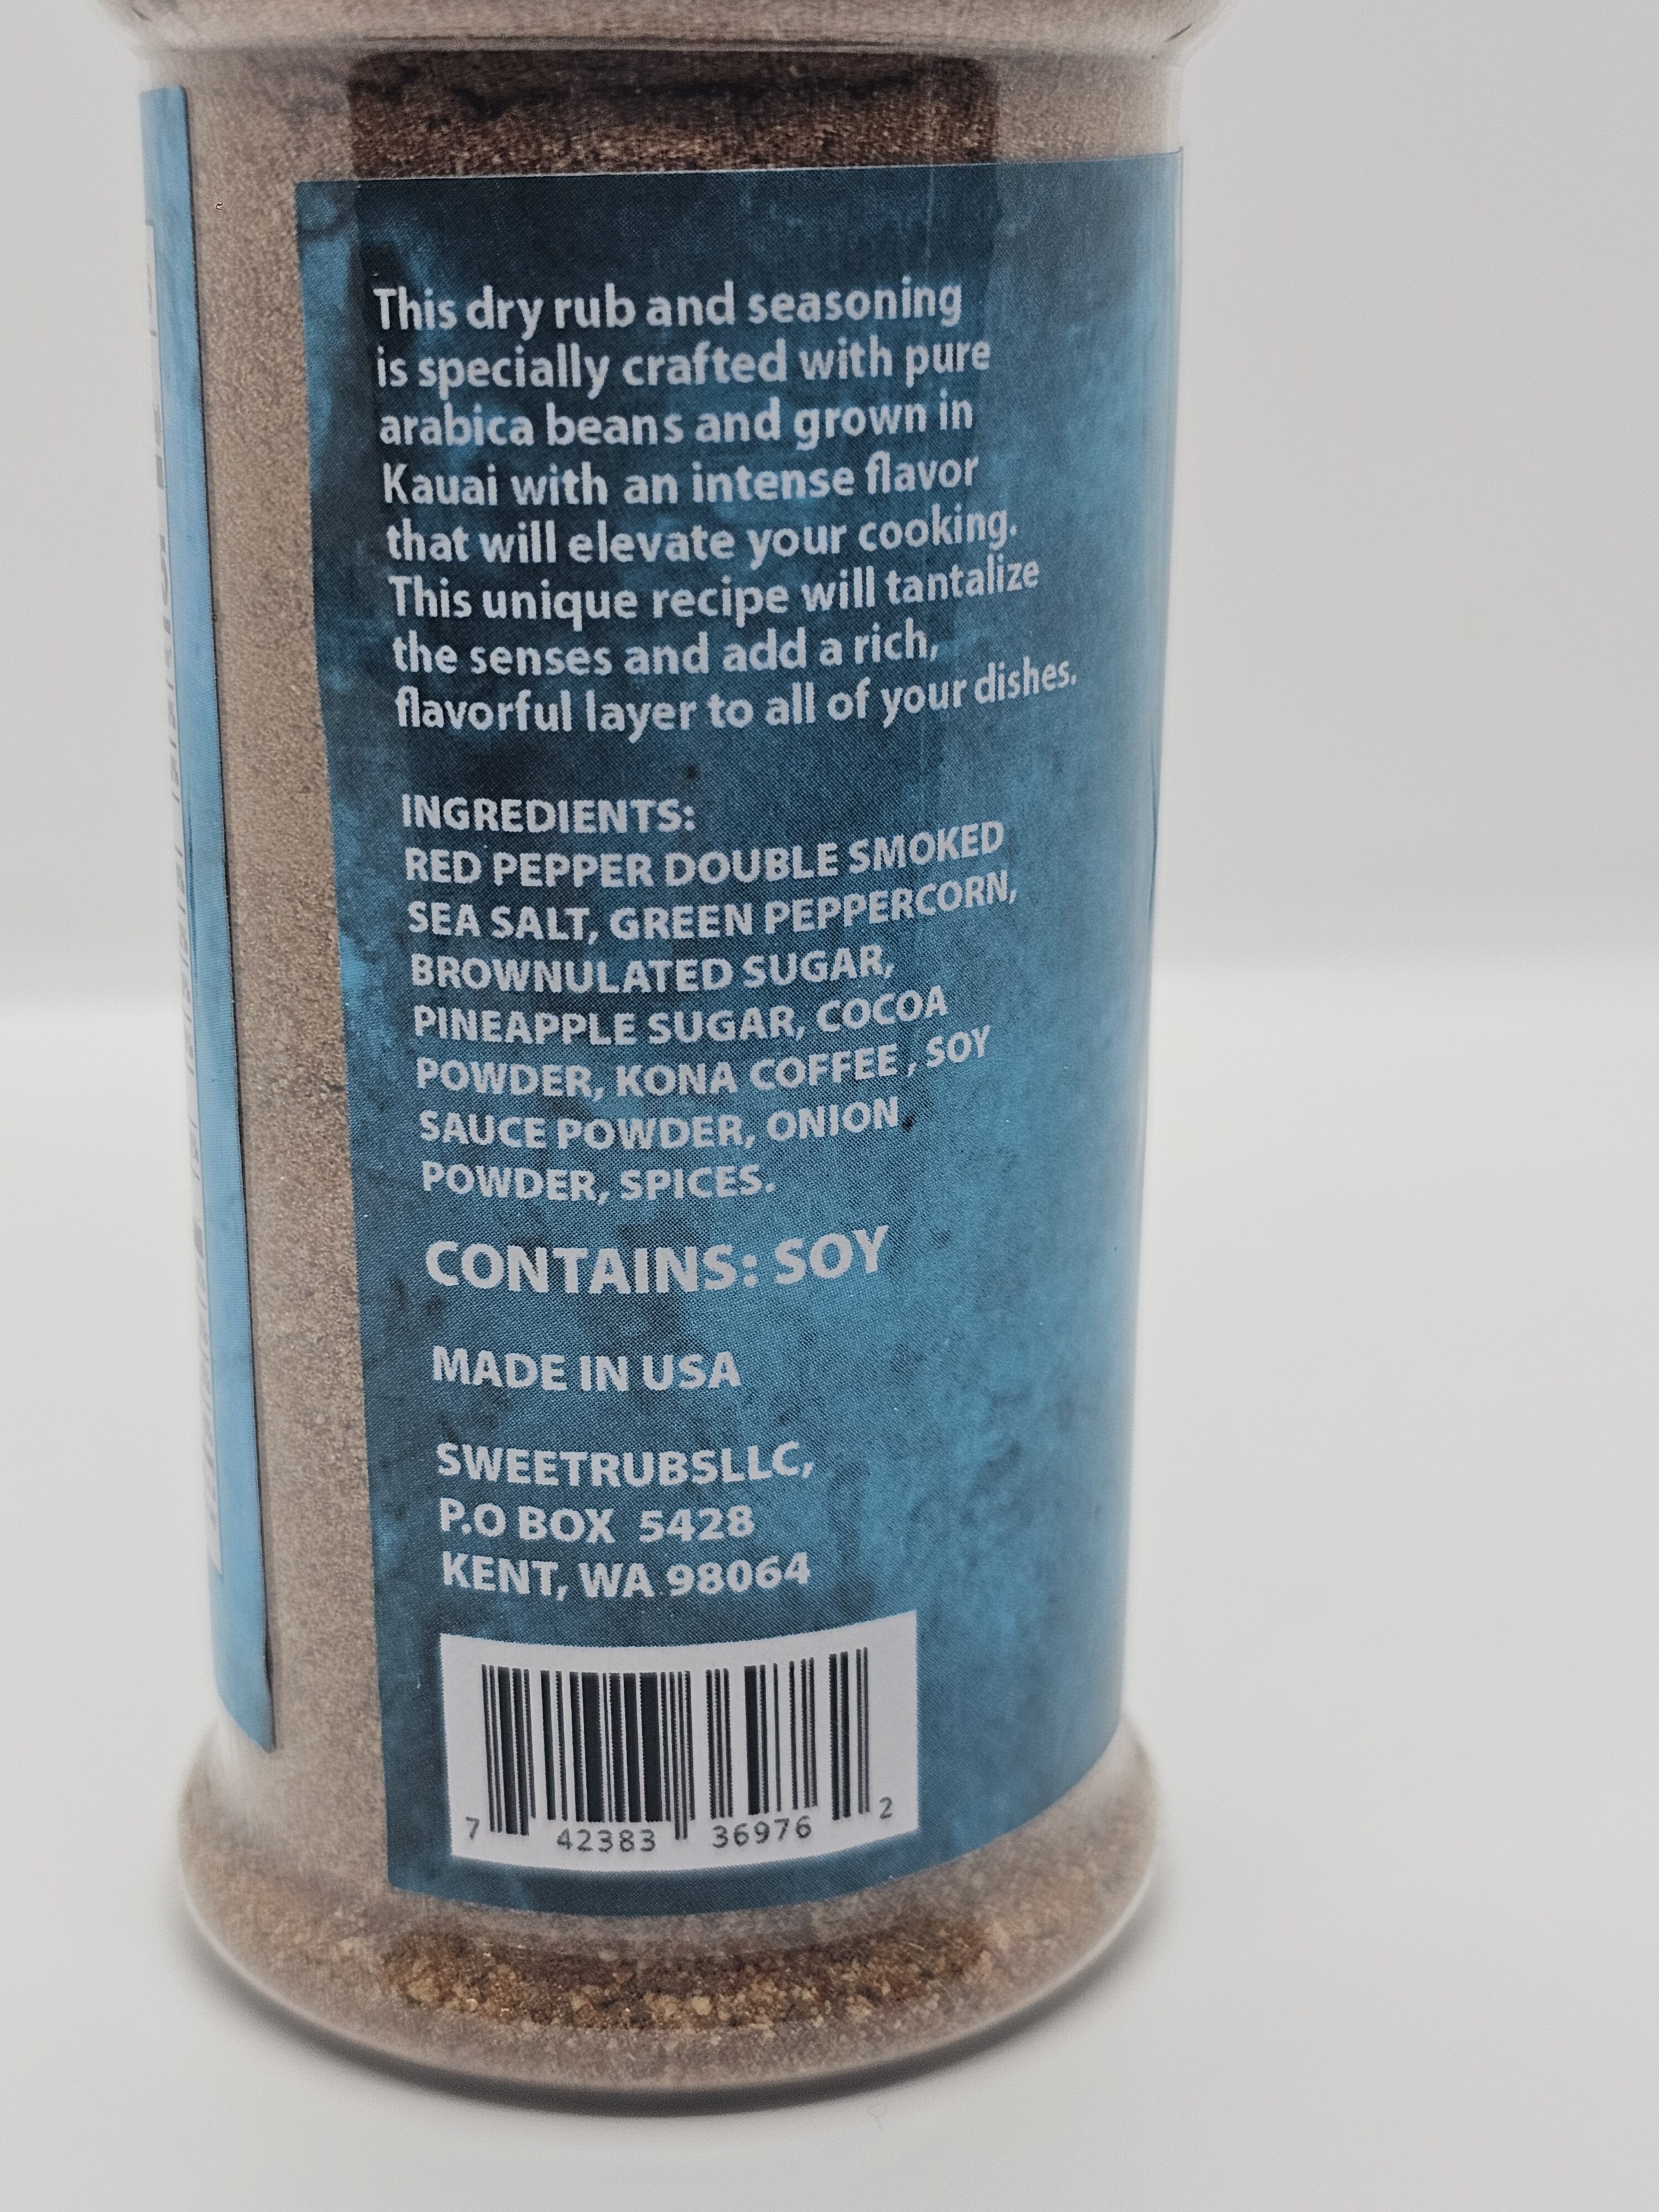 This dry rub and seasoning
is specially crafted with pure
arabica beans and grown in
Kauai with an intense flavor
that will elevate your cooking.
This unique recipe will tantalize
the senses and add a rich,
flavorful layer to all of your dishes.
INGREDIENTS:
RED PEPPER DOUBLE SMOKED
SEA SALT, GREEN PEPPERCORN,
BROWNULATED SUGAR,
PINEAPPLE SUGAR, COCOA
POWDER, KONA COFFEE , SOY
SAUCE POWDER, ONION
POWDER, SPICES.
CONTAINS: SOY
MADE IN USA
SWEETRUBSLLC,
P.O BOX 5428
KENT, WA 98064
7 42383 36976 2